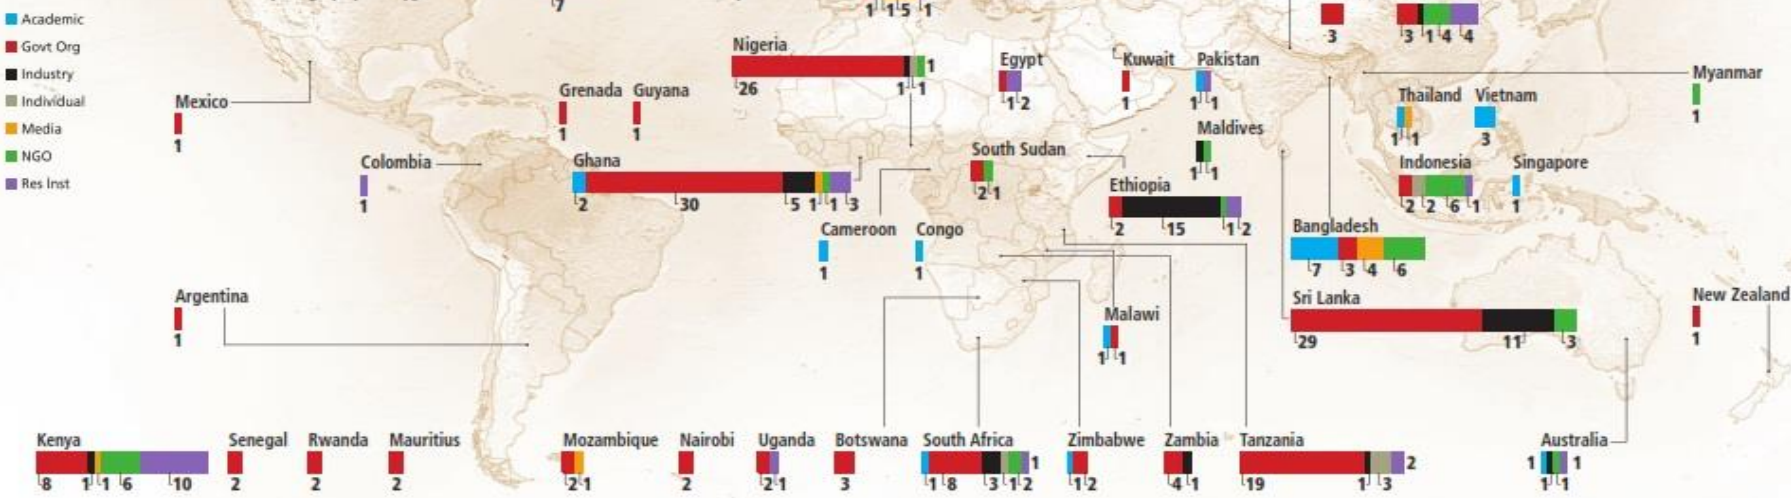 Academic
Govt Org
Industry
Individual
Media
NGO
Res Inst
7
1 1 5 1
3
3 1 4 4
Nigeria
26 1 1 1
Egypt
1 2
Kuwait
1
Pakistan
1 1
Myanmar
1
Mexico
1
Grenada
1
Guyana
1
Thailand
1 1
Vietnam
3
Maldives
1 1
Colombia
1
Ghana
2 30 5 1 1 3
South Sudan
2 1
Ethiopia
2 15 1 2
Indonesia
2 2 6 1
Singapore
1
Cameroon
1
Congo
1
Bangladesh
7 3 4 6
Argentina
1
Malawi
1 1
Sri Lanka
29 11 3
New Zealand
1
Kenya
8 1 1 6 10
Senegal
2
Rwanda
2
Mauritius
2
Mozambique
2 1
Nairobi
2
Uganda
2 1
Botswana
3
South Africa
1 8 3 1 2 1
Zimbabwe
1 2
Zambia
4 1
Tanzania
19 1 3 2
Australia
1 1 1 1